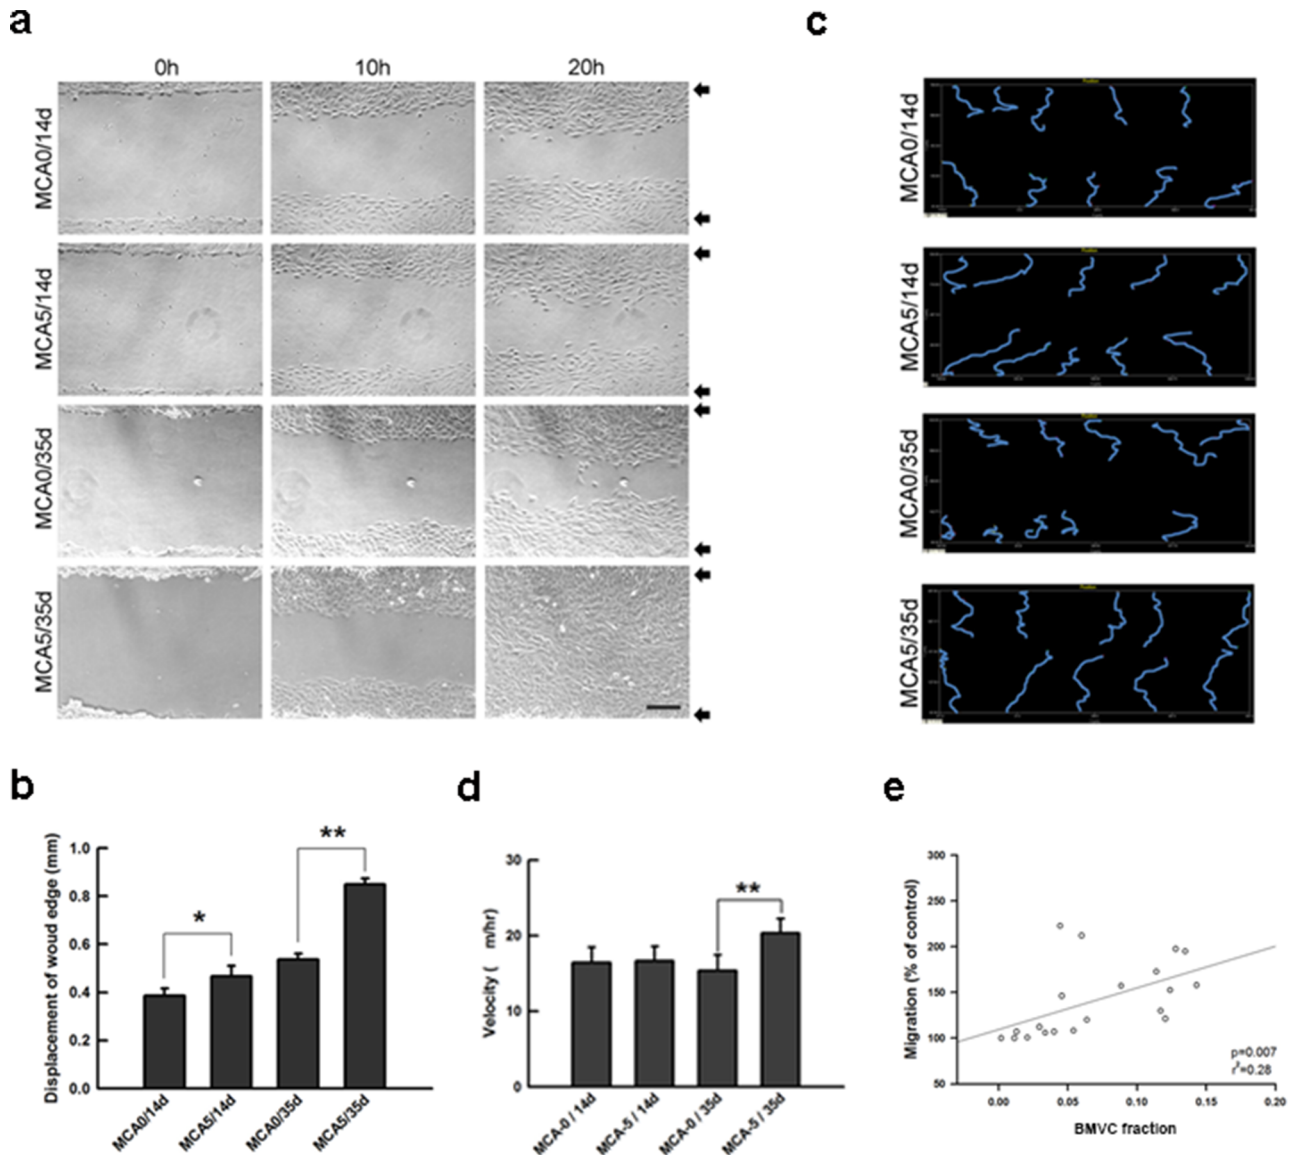 a
0h 10h 20h
MCA0/14d
MCA5/14d
MCA0/35d
MCA5/35d
c
MCA0/14d
Position
MCA5/14d
Position
MCA0/35d
Position
MCA5/35d
Position
b
Displacement of woud edge (mm)
1.0
0.8
0.6
0.4
0.2
0.0
*
**
MCA0/14d
MCA5/14d
MCA0/35d
MCA5/35d
d
Velocity ( m/hr)
30
20
10
0
**
MCA-0 / 14d
MCA-5 / 14d
MCA-0 / 35d
MCA-5 / 35d
e
Migration (% of control)
300
250
200
150
100
50
p=0.007
r²=0.28
0.00 0.05 0.10 0.15 0.20
BMVC fraction